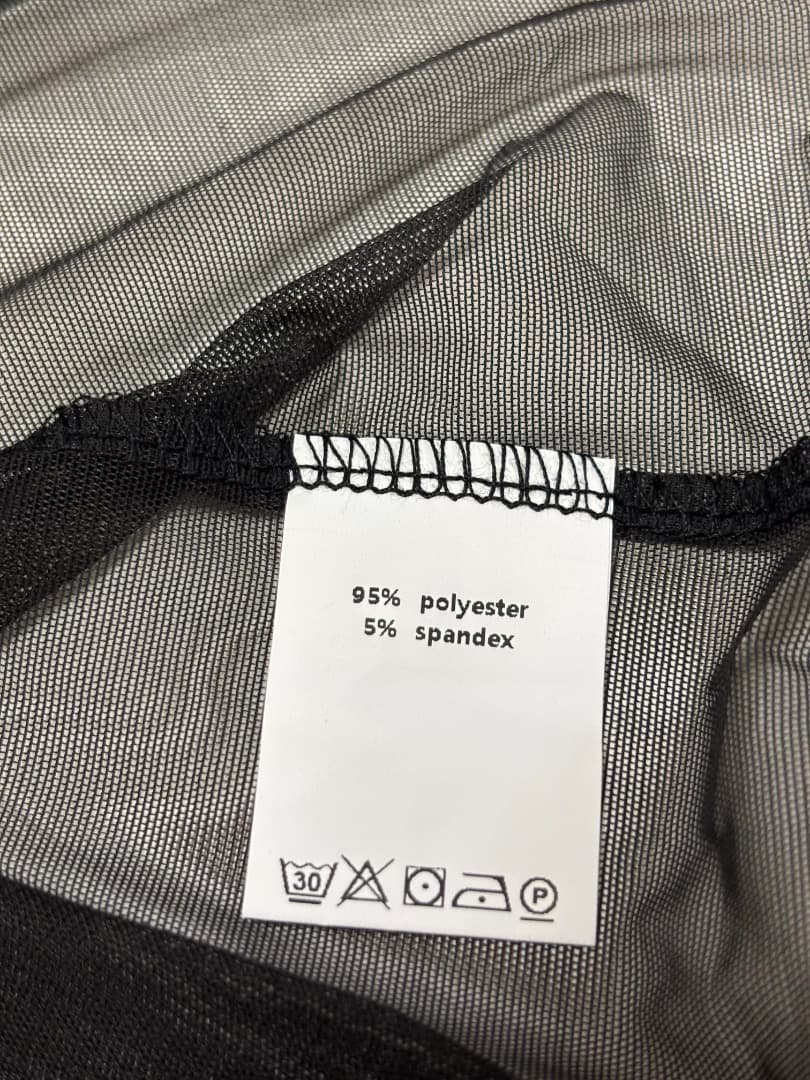 95% polyester
5% spandex
30 P